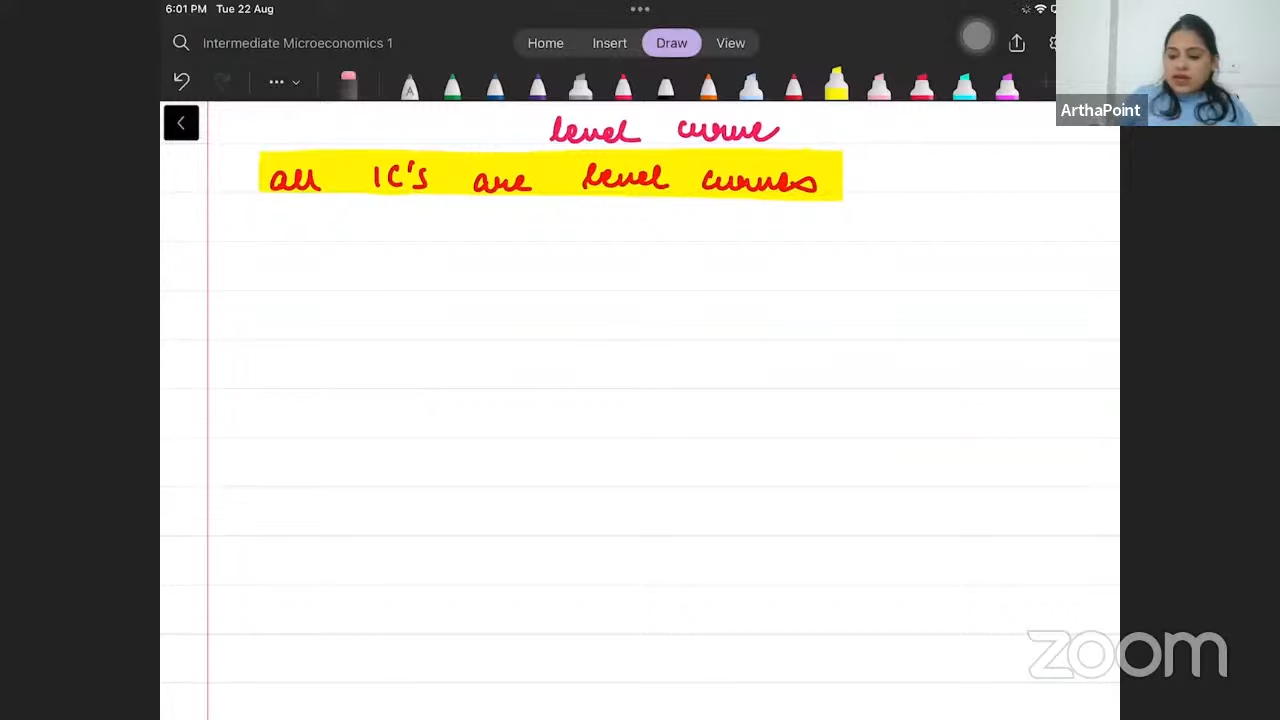 6:01 PM Tue 22 Aug
Intermediate Microeconomics 1
Home Insert Draw View
A
ArthaPoint
level curve
all IC's are level curves
zoom